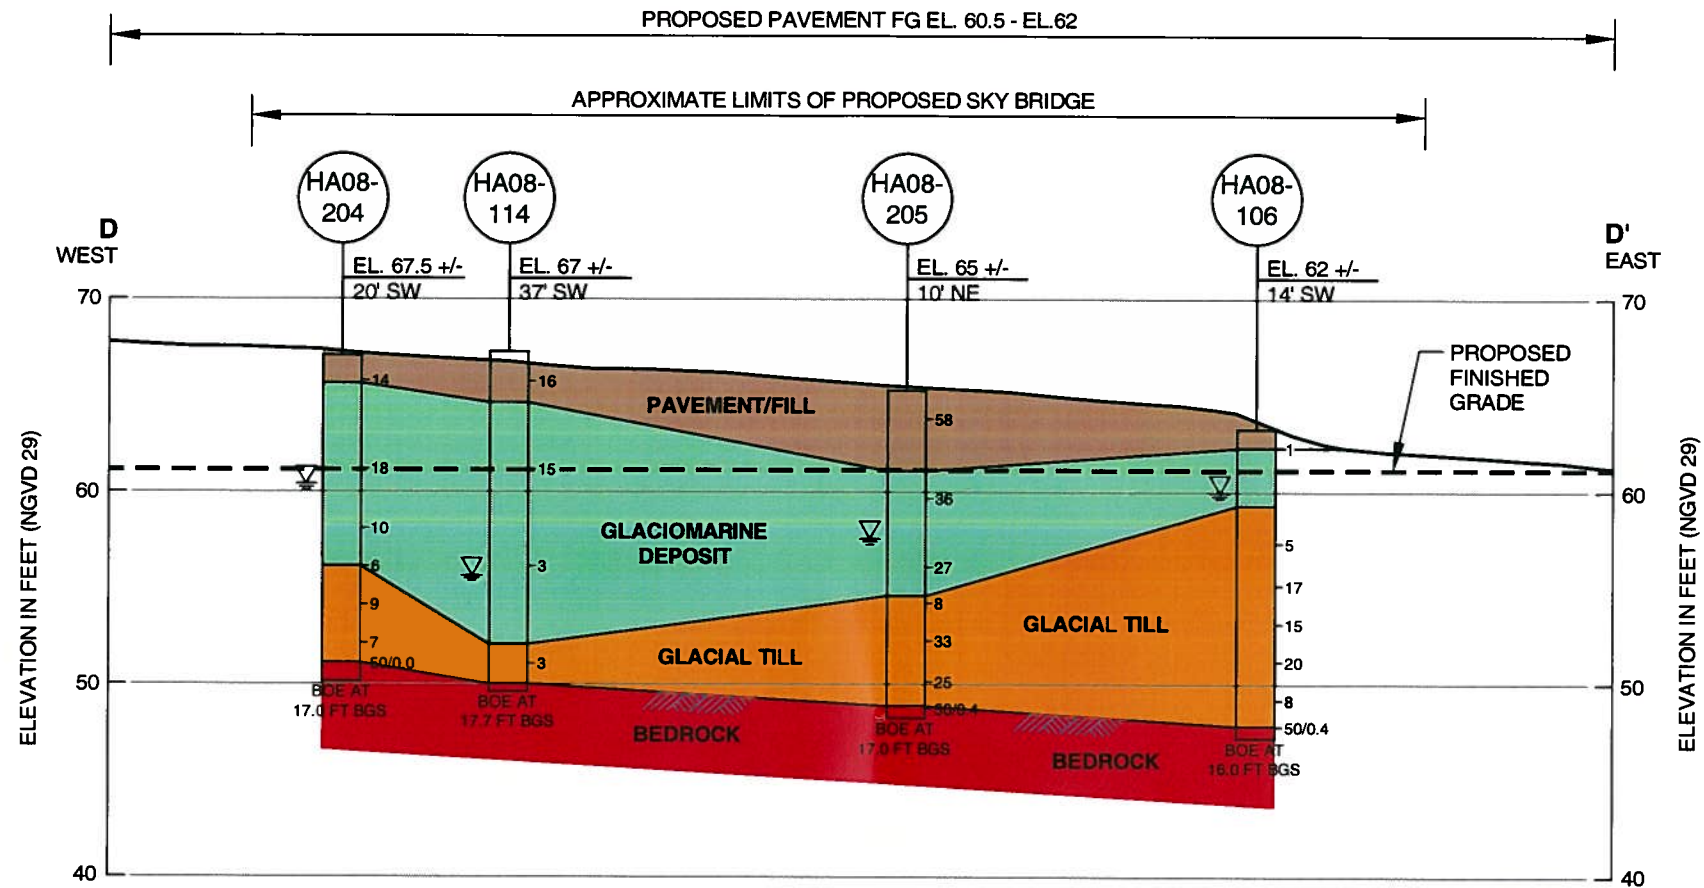 PROPOSED PAVEMENT FG EL. 60.5 - EL.62
APPROXIMATE LIMITS OF PROPOSED SKY BRIDGE
HA08-
204
HA08-
114
HA08-
205
HA08-
106
D
WEST
D'
EAST
EL. 67.5 +/-
20' SW
EL. 67 +/-
37' SW
EL. 65 +/-
10' NE
EL. 62 +/-
14' SW
70
60
50
40
70
60
50
40
ELEVATION IN FEET (NGVD 29)
ELEVATION IN FEET (NGVD 29)
PROPOSED
FINISHED
GRADE
PAVEMENT/FILL
GLACIOMARINE
DEPOSIT
GLACIAL TILL
GLACIAL TILL
BEDROCK
BEDROCK
14
18
10
6
9
7
50/0.0
BOE AT
17.0 FT BGS
16
15
3
3
BOE AT
17.7 FT BGS
58
36
27
8
33
25
50/0.4
BOE AT
17.0 FT BGS
1
5
17
15
20
8
50/0.4
BOE AT
16.0 FT BGS